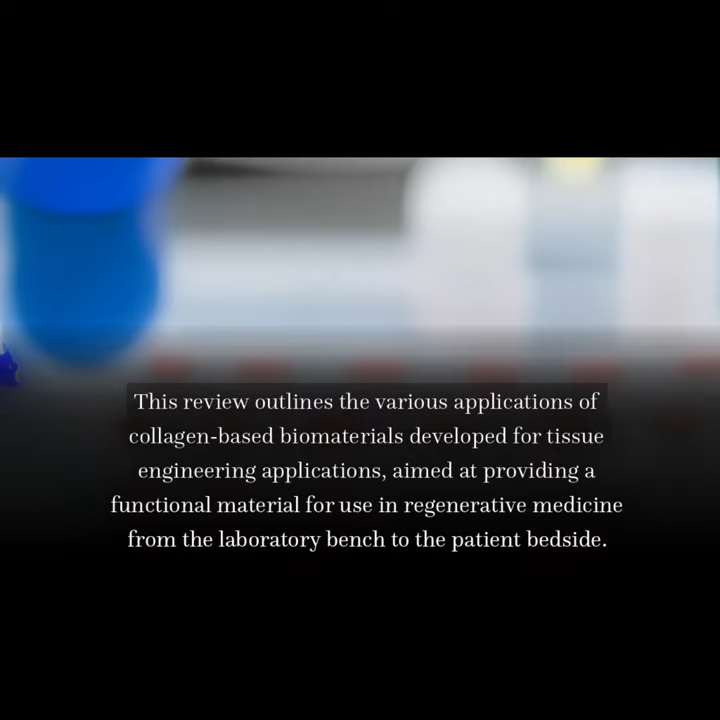 This review outlines the various applications of
collagen-based biomaterials developed for tissue
engineering applications, aimed at providing a
functional material for use in regenerative medicine
from the laboratory bench to the patient bedside.